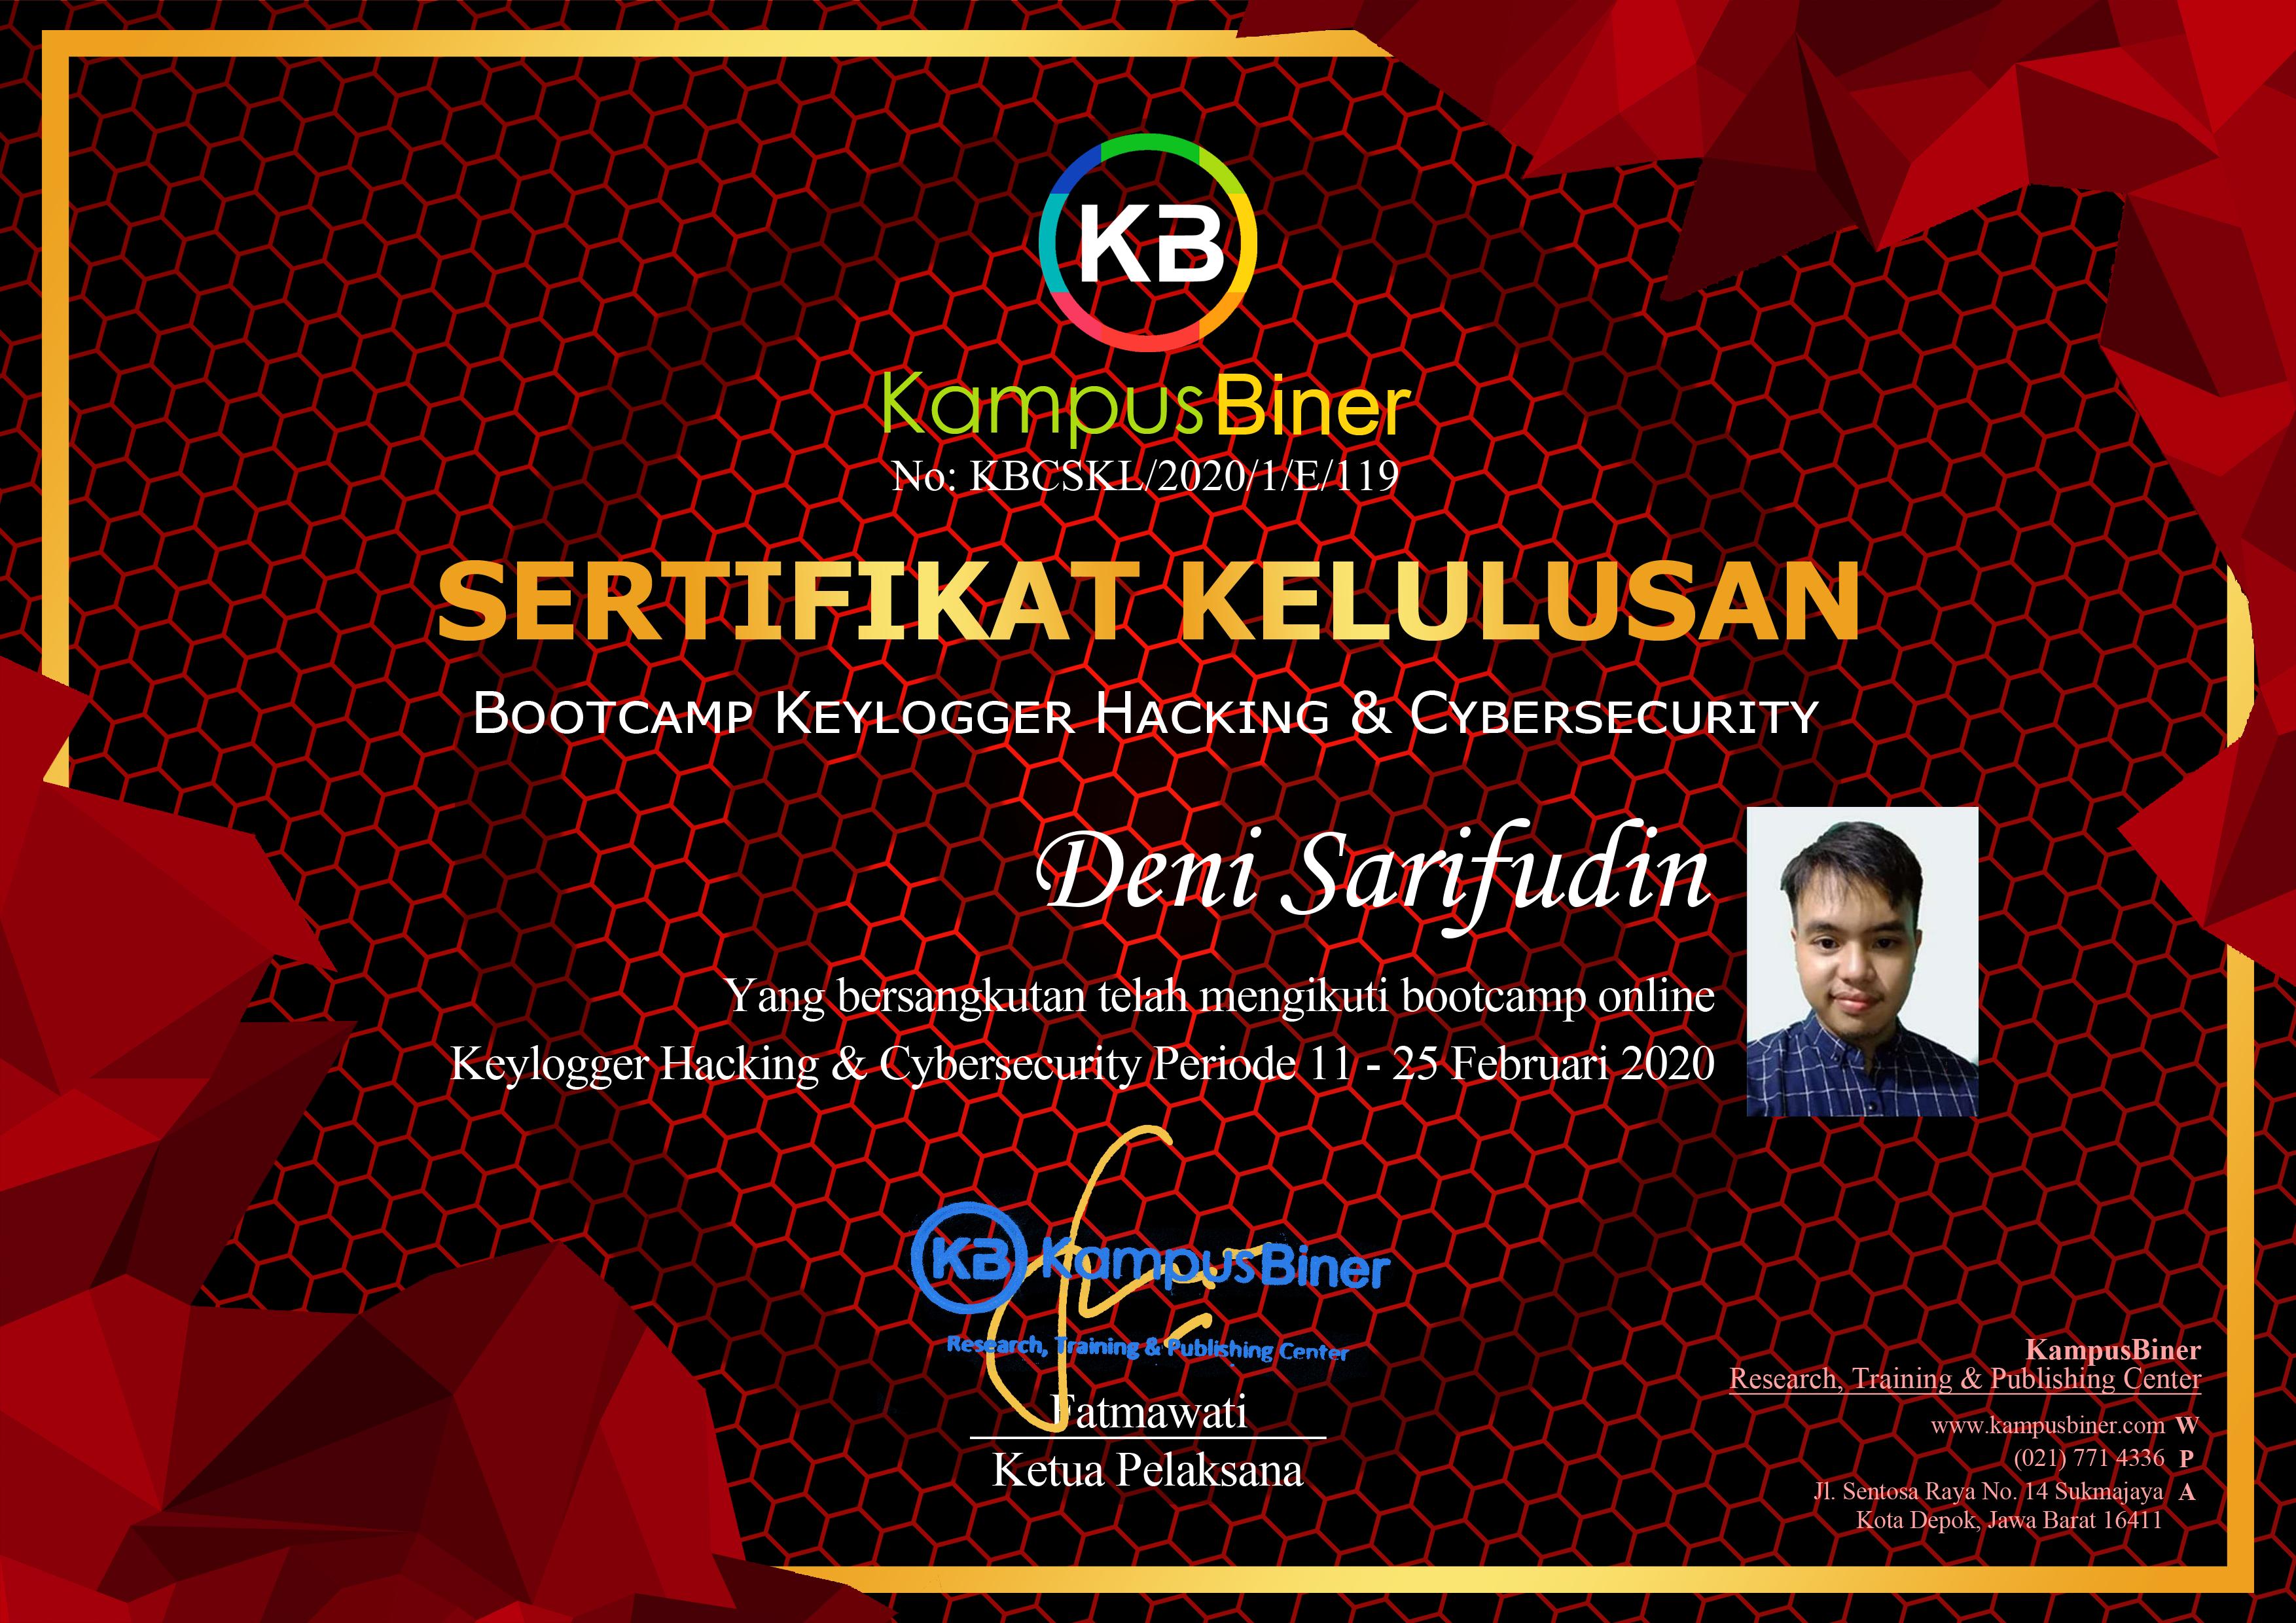 KB
KampusBiner
No: KBCSKL/2020/1/E/119
SERTIFIKAT KELULUSAN
BOOTCAMP KEYLOGGER HACKING & CYBERSECURITY
Deni Sarifudin
Yang bersangkutan telah mengikuti bootcamp online
Keylogger Hacking & Cybersecurity Periode 11 - 25 Februari 2020
KB KampusBiner
Research, Training & Publishing Center
Fatmawati
Ketua Pelaksana
KampusBiner
Research, Training & Publishing Center
www.kampusbiner.com W
(021) 771 4336 P
Jl. Sentosa Raya No. 14 Sukmajaya A
Kota Depok, Jawa Barat 16411